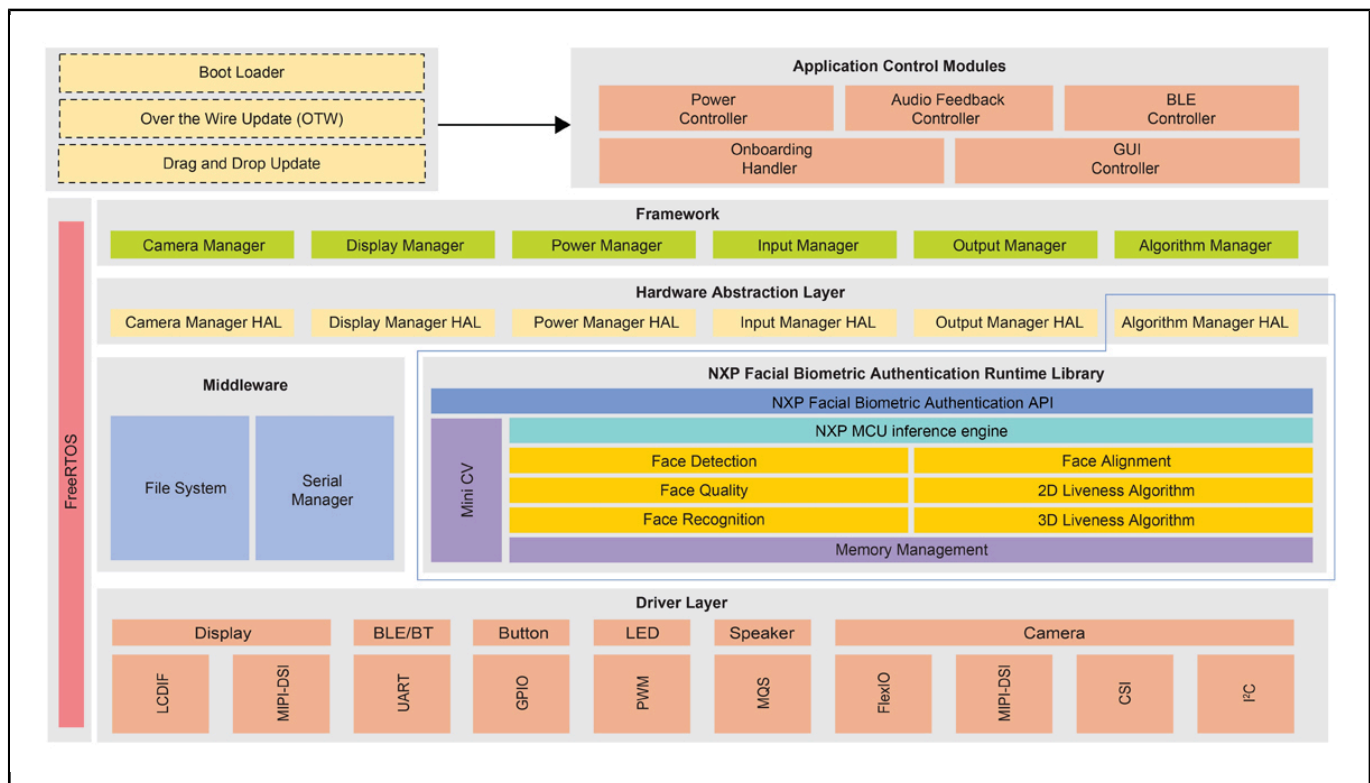 Boot Loader
Over the Wire Update (OTW)
Drag and Drop Update
Application Control Modules
Power
Controller
Audio Feedback
Controller
BLE
Controller
Onboarding
Handler
GUI
Controller
FreeRTOS
Framework
Camera Manager
Display Manager
Power Manager
Input Manager
Output Manager
Algorithm Manager
Hardware Abstraction Layer
Camera Manager HAL
Display Manager HAL
Power Manager HAL
Input Manager HAL
Output Manager HAL
Algorithm Manager HAL
Middleware
File System
Serial
Manager
NXP Facial Biometric Authentication Runtime Library
NXP Facial Biometric Authentication API
Mini CV
NXP MCU inference engine
Face Detection
Face Alignment
Face Quality
2D Liveness Algorithm
Face Recognition
3D Liveness Algorithm
Memory Management
Driver Layer
Display
BLE/BT
Button
LED
Speaker
Camera
LCDIF
MIPI-DSI
UART
GPIO
PWM
MQS
FlexIO
MIPI-DSI
CSI
I²C